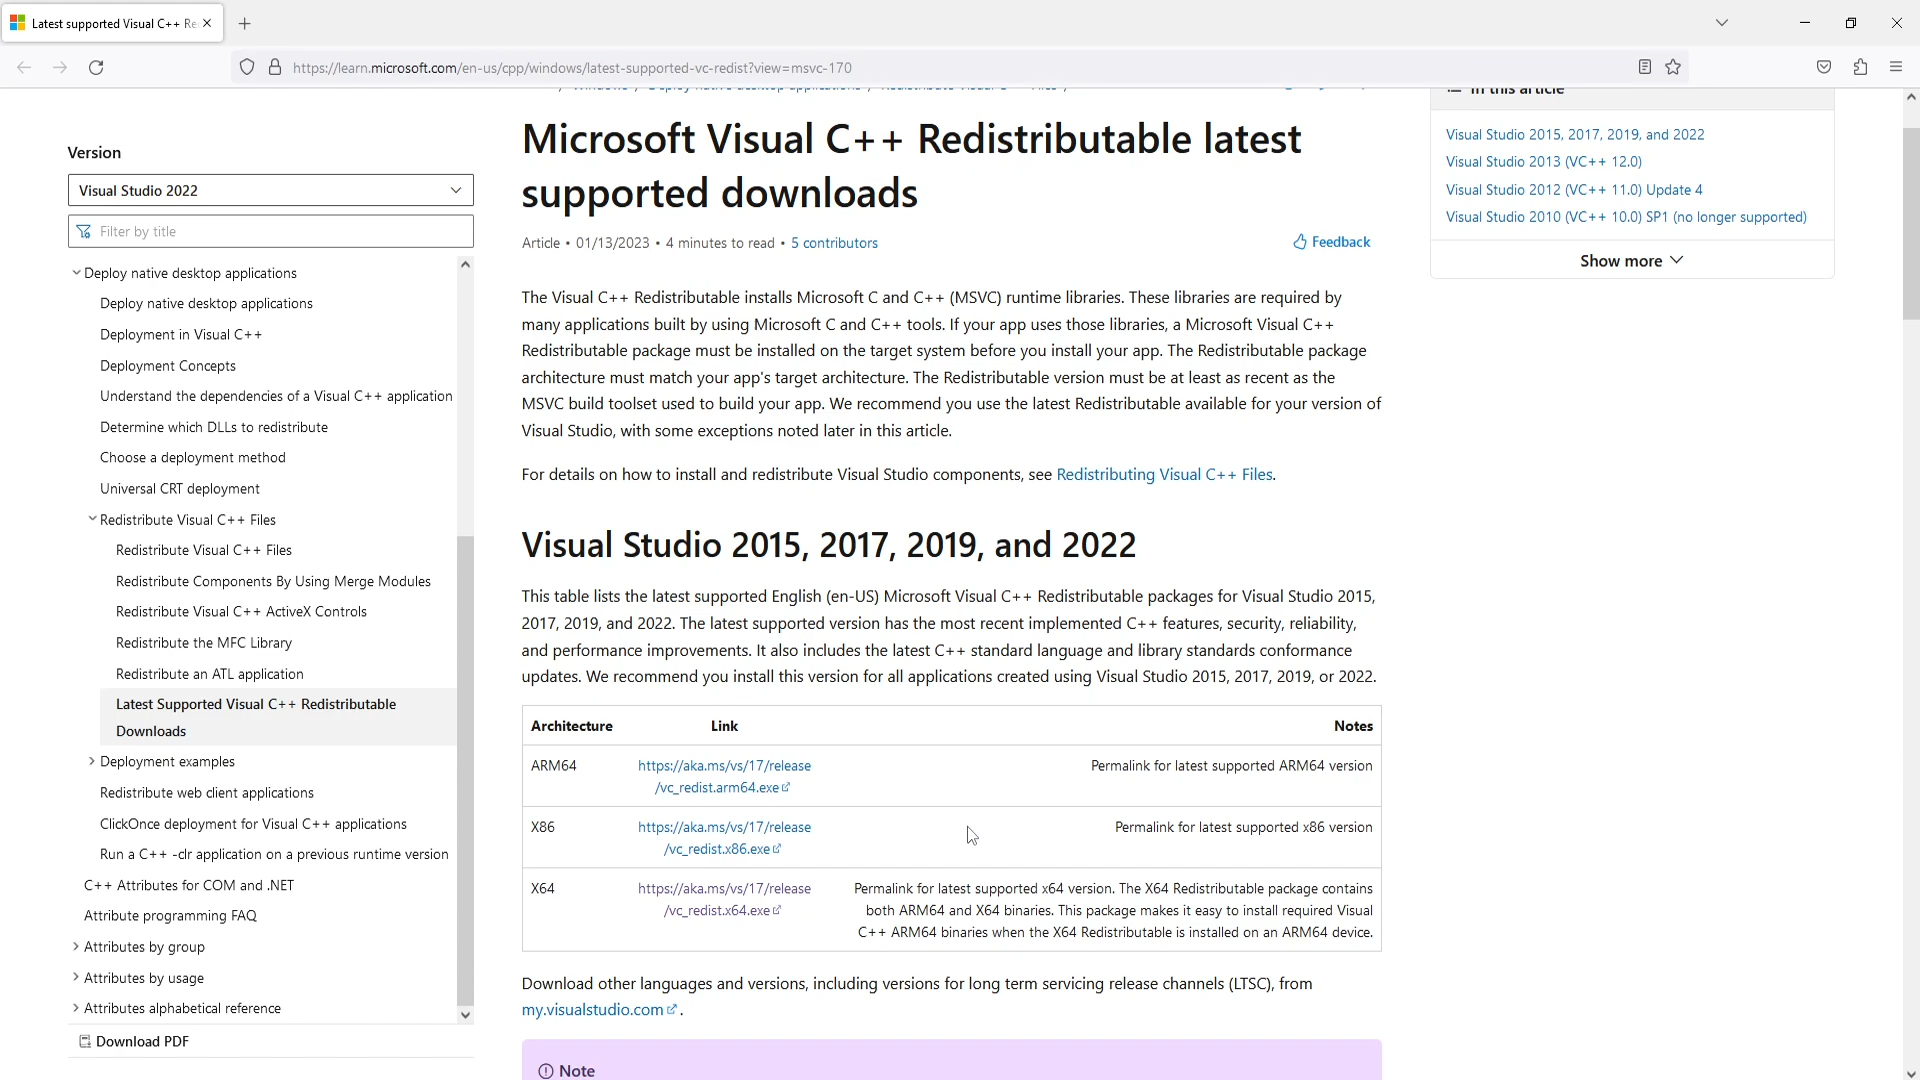 Latest supported Visual C++ Re
https://learn.microsoft.com/en-us/cpp/windows/latest-supported-vc-redist?view=msvc-170
Version
Visual Studio 2022
Filter by title
Deploy native desktop applications
Deploy native desktop applications
Deployment in Visual C++
Deployment Concepts
Understand the dependencies of a Visual C++ application
Determine which DLLs to redistribute
Choose a deployment method
Universal CRT deployment
Redistribute Visual C++ Files
Redistribute Visual C++ Files
Redistribute Components By Using Merge Modules
Redistribute Visual C++ ActiveX Controls
Redistribute the MFC Library
Redistribute an ATL application
Latest Supported Visual C++ Redistributable
Downloads
Deployment examples
Redistribute web client applications
ClickOnce deployment for Visual C++ applications
Run a C++ -clr application on a previous runtime version
C++ Attributes for COM and .NET
Attribute programming FAQ
Attributes by group
Attributes by usage
Attributes alphabetical reference
Download PDF
Microsoft Visual C++ Redistributable latest
supported downloads
Article • 01/13/2023 • 4 minutes to read • 5 contributors
Feedback
The Visual C++ Redistributable installs Microsoft C and C++ (MSVC) runtime libraries. These libraries are required by
many applications built by using Microsoft C and C++ tools. If your app uses those libraries, a Microsoft Visual C++
Redistributable package must be installed on the target system before you install your app. The Redistributable package
architecture must match your app's target architecture. The Redistributable version must be at least as recent as the
MSVC build toolset used to build your app. We recommend you use the latest Redistributable available for your version of
Visual Studio, with some exceptions noted later in this article.
For details on how to install and redistribute Visual Studio components, see Redistributing Visual C++ Files.
Visual Studio 2015, 2017, 2019, and 2022
This table lists the latest supported English (en-US) Microsoft Visual C++ Redistributable packages for Visual Studio 2015,
2017, 2019, and 2022. The latest supported version has the most recent implemented C++ features, security, reliability,
and performance improvements. It also includes the latest C++ standard language and library standards conformance
updates. We recommend you install this version for all applications created using Visual Studio 2015, 2017, 2019, or 2022.
Architecture Link Notes
ARM64 https://aka.ms/vs/17/release Permalink for latest supported ARM64 version
/vc_redist.arm64.exe
X86 https://aka.ms/vs/17/release Permalink for latest supported x86 version
/vc_redist.x86.exe
X64 https://aka.ms/vs/17/release Permalink for latest supported x64 version. The X64 Redistributable package contains
/vc_redist.x64.exe both ARM64 and X64 binaries. This package makes it easy to install required Visual
C++ ARM64 binaries when the X64 Redistributable is installed on an ARM64 device.
Download other languages and versions, including versions for long term servicing release channels (LTSC), from
my.visualstudio.com .
Note
In this article
Visual Studio 2015, 2017, 2019, and 2022
Visual Studio 2013 (VC++ 12.0)
Visual Studio 2012 (VC++ 11.0) Update 4
Visual Studio 2010 (VC++ 10.0) SP1 (no longer supported)
Show more